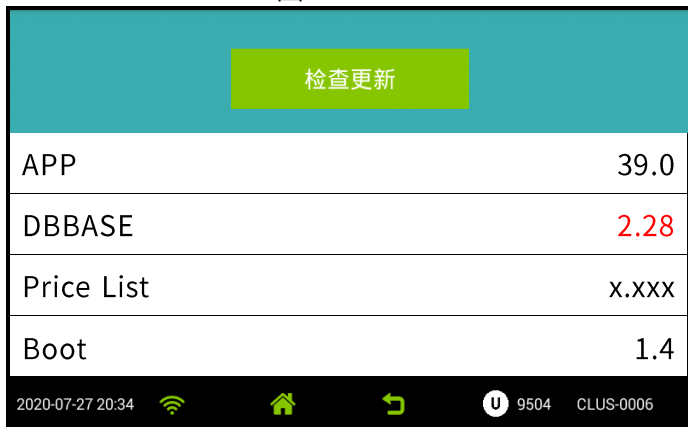 检查更新
APP 39.0
DBBASE 2.28
Price List x.xxx
Boot 1.4
2020-07-27 20:34 U 9504 CLUS-0006